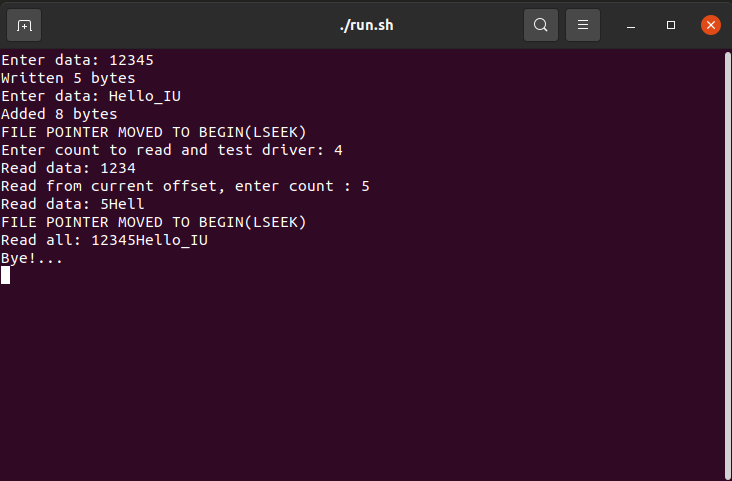 ./run.sh
Enter data: 12345
Written 5 bytes
Enter data: Hello_IU
Added 8 bytes
FILE POINTER MOVED TO BEGIN(LSEEK)
Enter count to read and test driver: 4
Read data: 1234
Read from current offset, enter count : 5
Read data: 5Hell
FILE POINTER MOVED TO BEGIN(LSEEK)
Read all: 12345Hello_IU
Bye!...